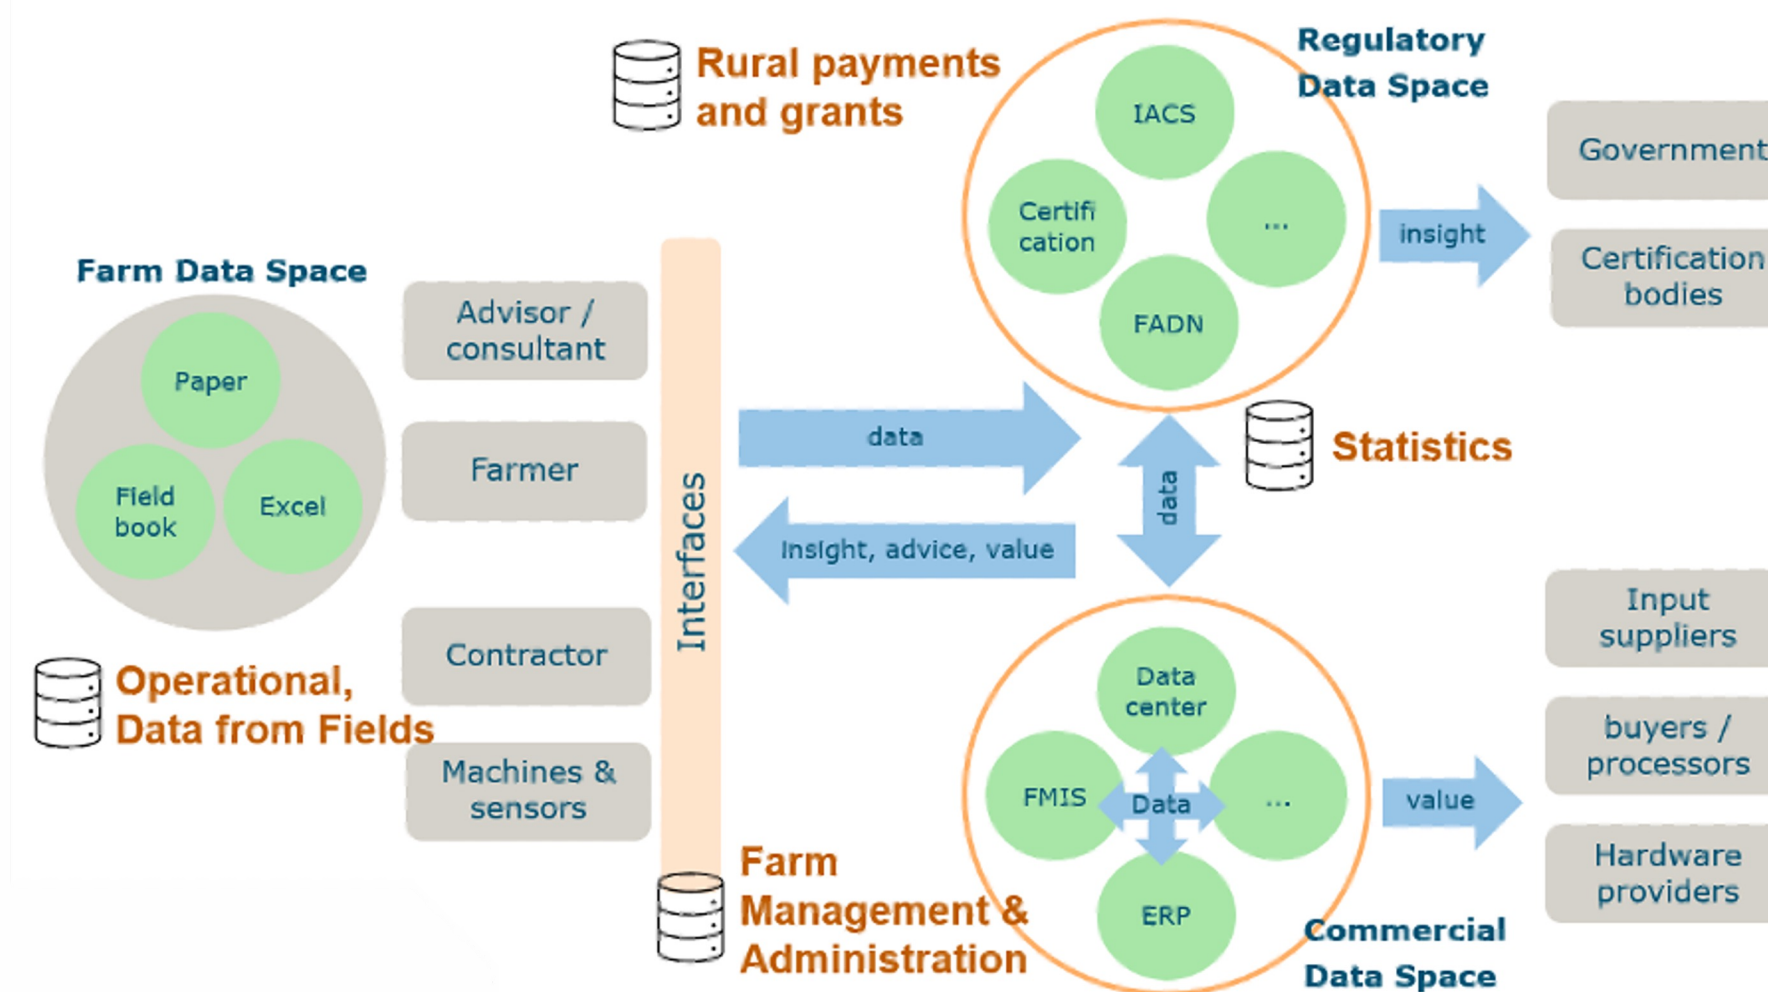 Rural payments
and grants
Regulatory
Data Space
IACS
Certifi
cation
...
FADN
insight
Government
Certification
bodies
Farm Data Space
Paper
Field
book
Excel
Advisor /
consultant
Farmer
Contractor
Machines &
sensors
Operational,
Data from Fields
Interfaces
data
insight, advice, value
data
Statistics
Data
center
FMIS
Data
...
ERP
value
Input
suppliers
buyers /
processors
Hardware
providers
Farm
Management &
Administration
Commercial
Data Space